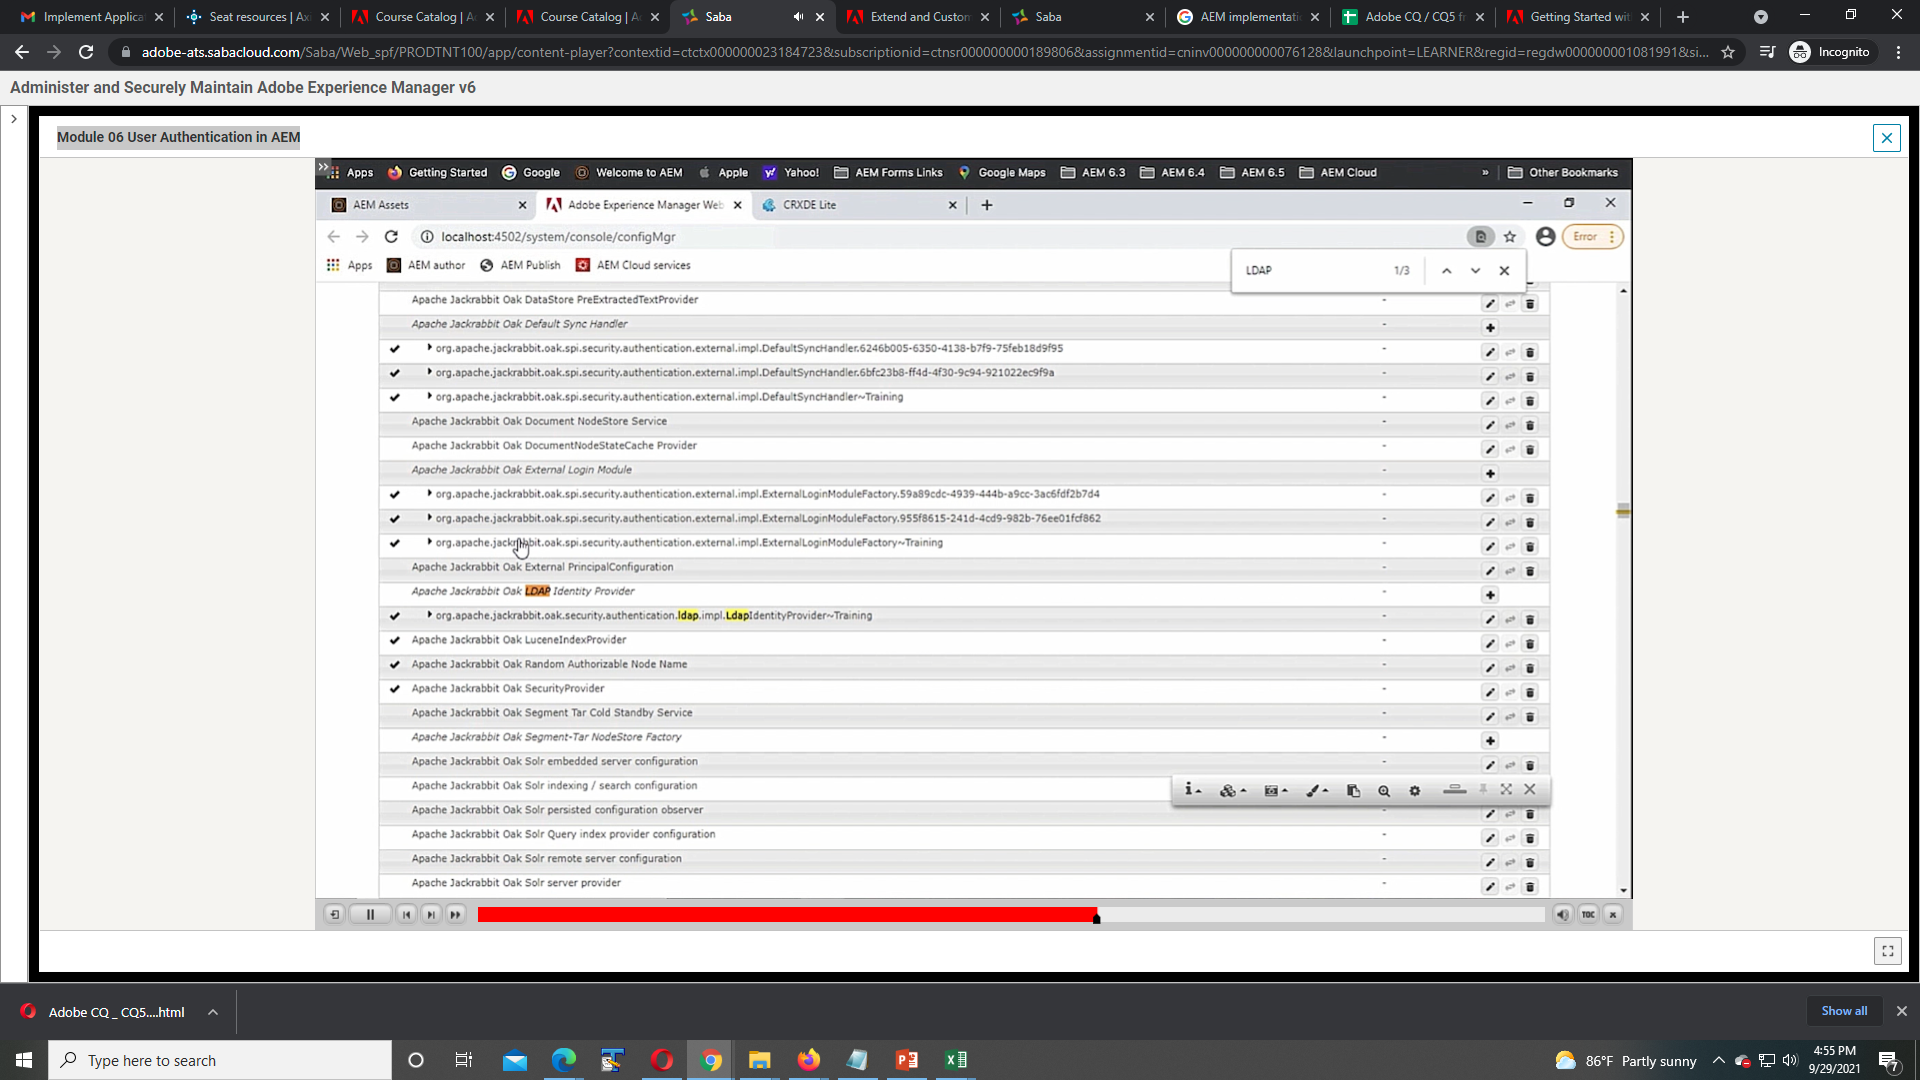 Implement Applica
Seat resources | Ax
Course Catalog | A
Course Catalog | A
Saba
Extend and Custom
Saba
AEM implementati
Adobe CQ / CQ5 f
Getting Started wit
adobe-ats.sabacloud.com/Saba/Web_spf/PRODTNT100/app/content-player?contextid=ctctx000000023184723&subscriptionid=ctnsr0000000000189806&assignmentid=cninv000000000076128&launchpoint=LEARNER&regid=regdw000000001081991&si...
Incognito
Administer and Securely Maintain Adobe Experience Manager v6
Module 06 User Authentication in AEM
Apps Getting Started Google Welcome to AEM Apple Yahoo! AEM Forms Links Google Maps AEM 6.3 AEM 6.4 AEM 6.5 AEM Cloud » Other Bookmarks
AEM Assets
Adobe Experience Manager Web
CRXDE Lite
localhost:4502/system/console/configMgr
Error
Apps AEM author AEM Publish AEM Cloud services
LDAP 1/3
Apache Jackrabbit Oak DataStore PreExtractedTextProvider -
Apache Jackrabbit Oak Default Sync Handler -
org.apache.jackrabbit.oak.spi.security.authentication.external.impl.DefaultSyncHandler.6246b005-6350-4138-b7f9-75feb18d9f95 -
org.apache.jackrabbit.oak.spi.security.authentication.external.impl.DefaultSyncHandler.6bfc23b8-ff4d-4f30-9c94-921022ec9f9a -
org.apache.jackrabbit.oak.spi.security.authentication.external.impl.DefaultSyncHandler~Training -
Apache Jackrabbit Oak Document NodeStore Service -
Apache Jackrabbit Oak DocumentNodeStateCache Provider -
Apache Jackrabbit Oak External Login Module -
org.apache.jackrabbit.oak.spi.security.authentication.external.impl.ExternalLoginModuleFactory.59a89cdc-4939-444b-a9cc-3ac6fdf2b7d4 -
org.apache.jackrabbit.oak.spi.security.authentication.external.impl.ExternalLoginModuleFactory.955f8615-241d-4cd9-982b-76ee01fcf862 -
org.apache.jackrabbit.oak.spi.security.authentication.external.impl.ExternalLoginModuleFactory~Training -
Apache Jackrabbit Oak External PrincipalConfiguration -
Apache Jackrabbit Oak LDAP Identity Provider -
org.apache.jackrabbit.oak.security.authentication.ldap.impl.LdapIdentityProvider~Training -
Apache Jackrabbit Oak LuceneIndexProvider -
Apache Jackrabbit Oak Random Authorizable Node Name -
Apache Jackrabbit Oak SecurityProvider -
Apache Jackrabbit Oak Segment Tar Cold Standby Service -
Apache Jackrabbit Oak Segment-Tar NodeStore Factory -
Apache Jackrabbit Oak Solr embedded server configuration -
Apache Jackrabbit Oak Solr indexing / search configuration
Apache Jackrabbit Oak Solr persisted configuration observer
Apache Jackrabbit Oak Solr Query index provider configuration -
Apache Jackrabbit Oak Solr remote server configuration -
Apache Jackrabbit Oak Solr server provider -
TOC
Adobe CQ _ CQ5....html
Show all
Type here to search
86°F Partly sunny
4:55 PM
9/29/2021
7